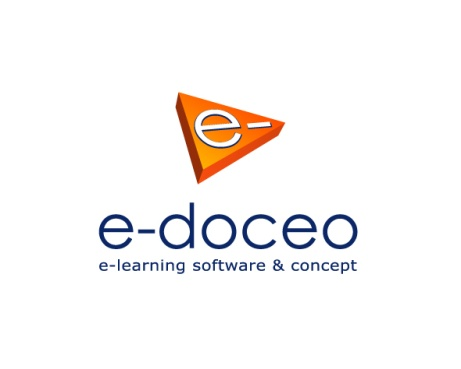 e-
e-doceo
e-learning software & concept